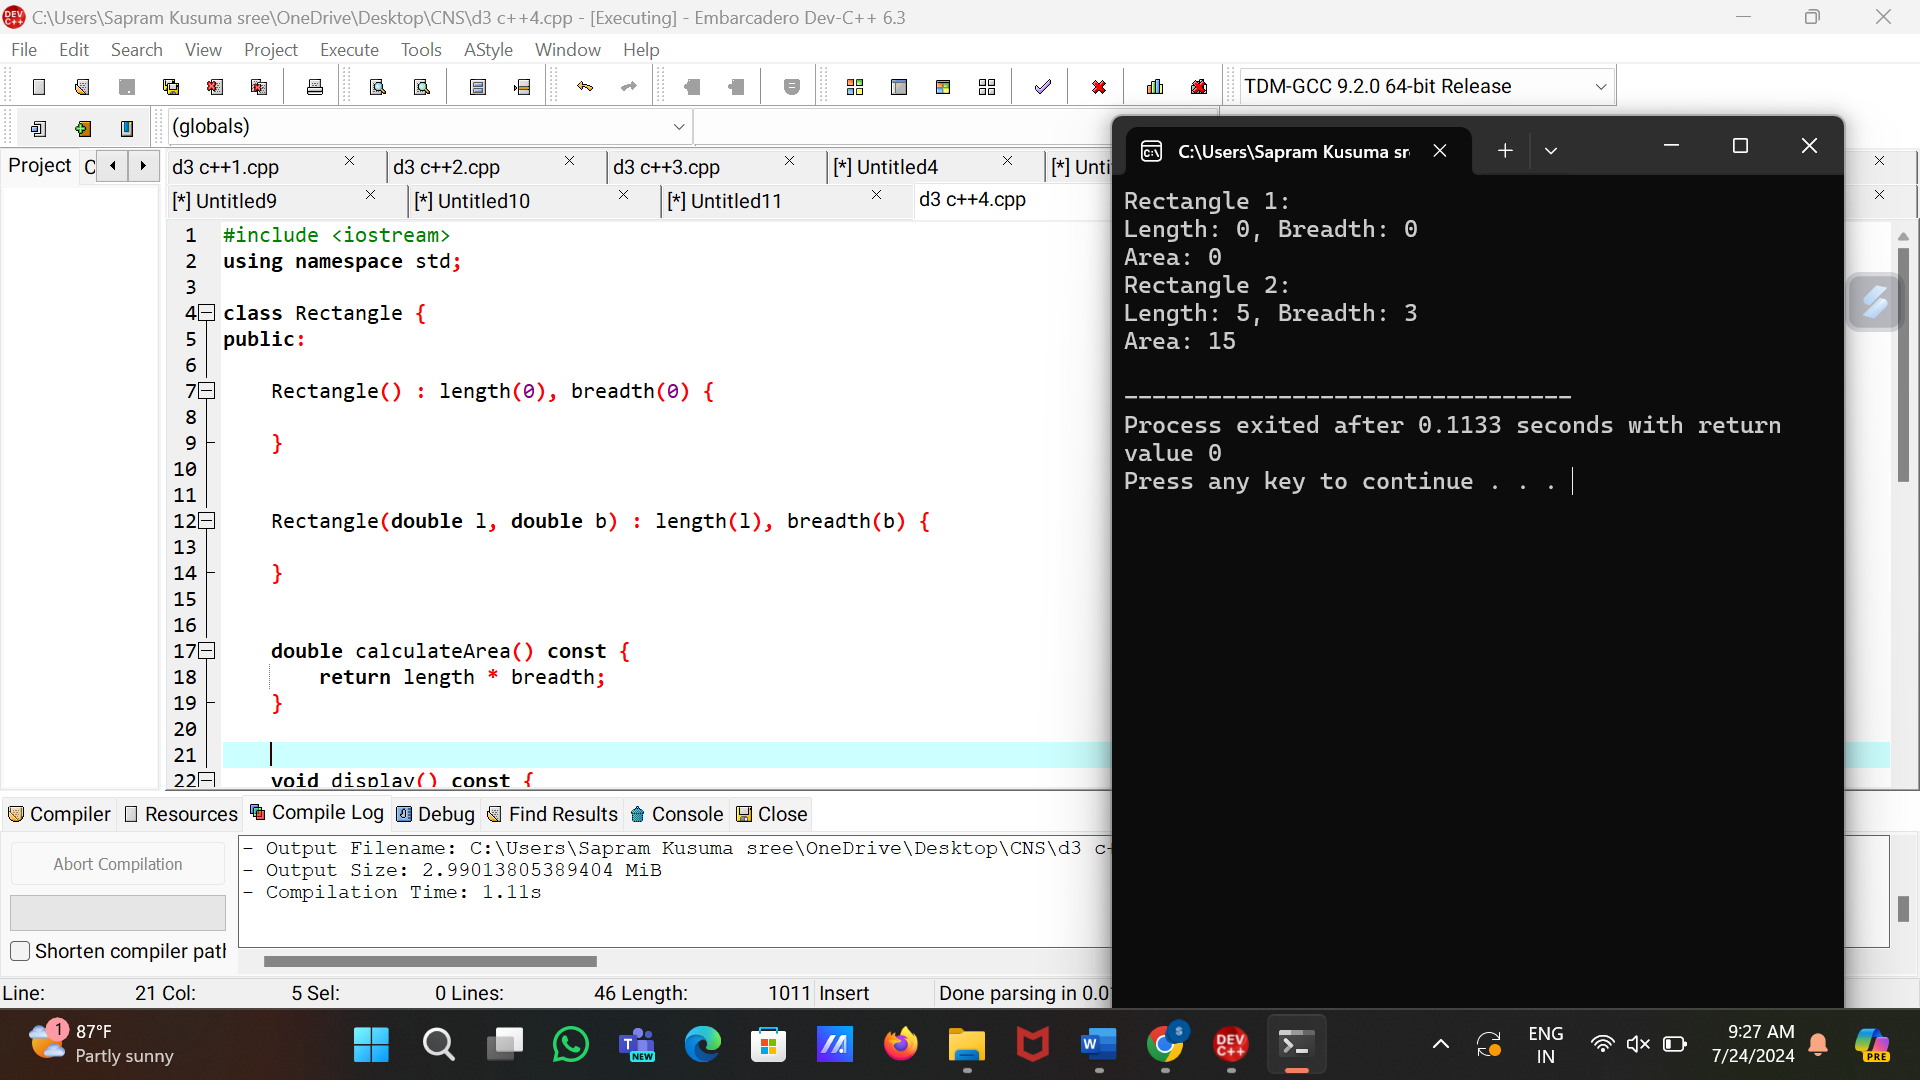 C:\Users\Sapram Kusuma sree\OneDrive\Desktop\CNS\d3 c++4.cpp - [Executing] - Embarcadero Dev-C++ 6.3
File Edit Search View Project Execute Tools AStyle Window Help
TDM-GCC 9.2.0 64-bit Release
(globals)
Project
d3 c++1.cpp
d3 c++2.cpp
d3 c++3.cpp
[*] Untitled4
[*] Unti
[*] Untitled9
[*] Untitled10
[*] Untitled11
d3 c++4.cpp
1 #include <iostream>
2 using namespace std;
3
4 class Rectangle {
5 public:
6
7 Rectangle() : length(0), breadth(0) {
8
9 }
10
11
12 Rectangle(double l, double b) : length(l), breadth(b) {
13
14 }
15
16
17 double calculateArea() const {
18 return length * breadth;
19 }
20
21
22 void display() const {
C:\Users\Sapram Kusuma sr
Rectangle 1:
Length: 0, Breadth: 0
Area: 0
Rectangle 2:
Length: 5, Breadth: 3
Area: 15
--------------------------------
Process exited after 0.1133 seconds with return
value 0
Press any key to continue . . .
Compiler Resources Compile Log Debug Find Results Console Close
Abort Compilation
Shorten compiler path
- Output Filename: C:\Users\Sapram Kusuma sree\OneDrive\Desktop\CNS\d3 c+
- Output Size: 2.99013805389404 MiB
- Compilation Time: 1.11s
Line: 21 Col: 5 Sel: 0 Lines: 46 Length: 1011 Insert Done parsing in 0.0
1
87°F
Partly sunny
NEW
DEV C++
ENG
IN
9:27 AM
7/24/2024
PRE